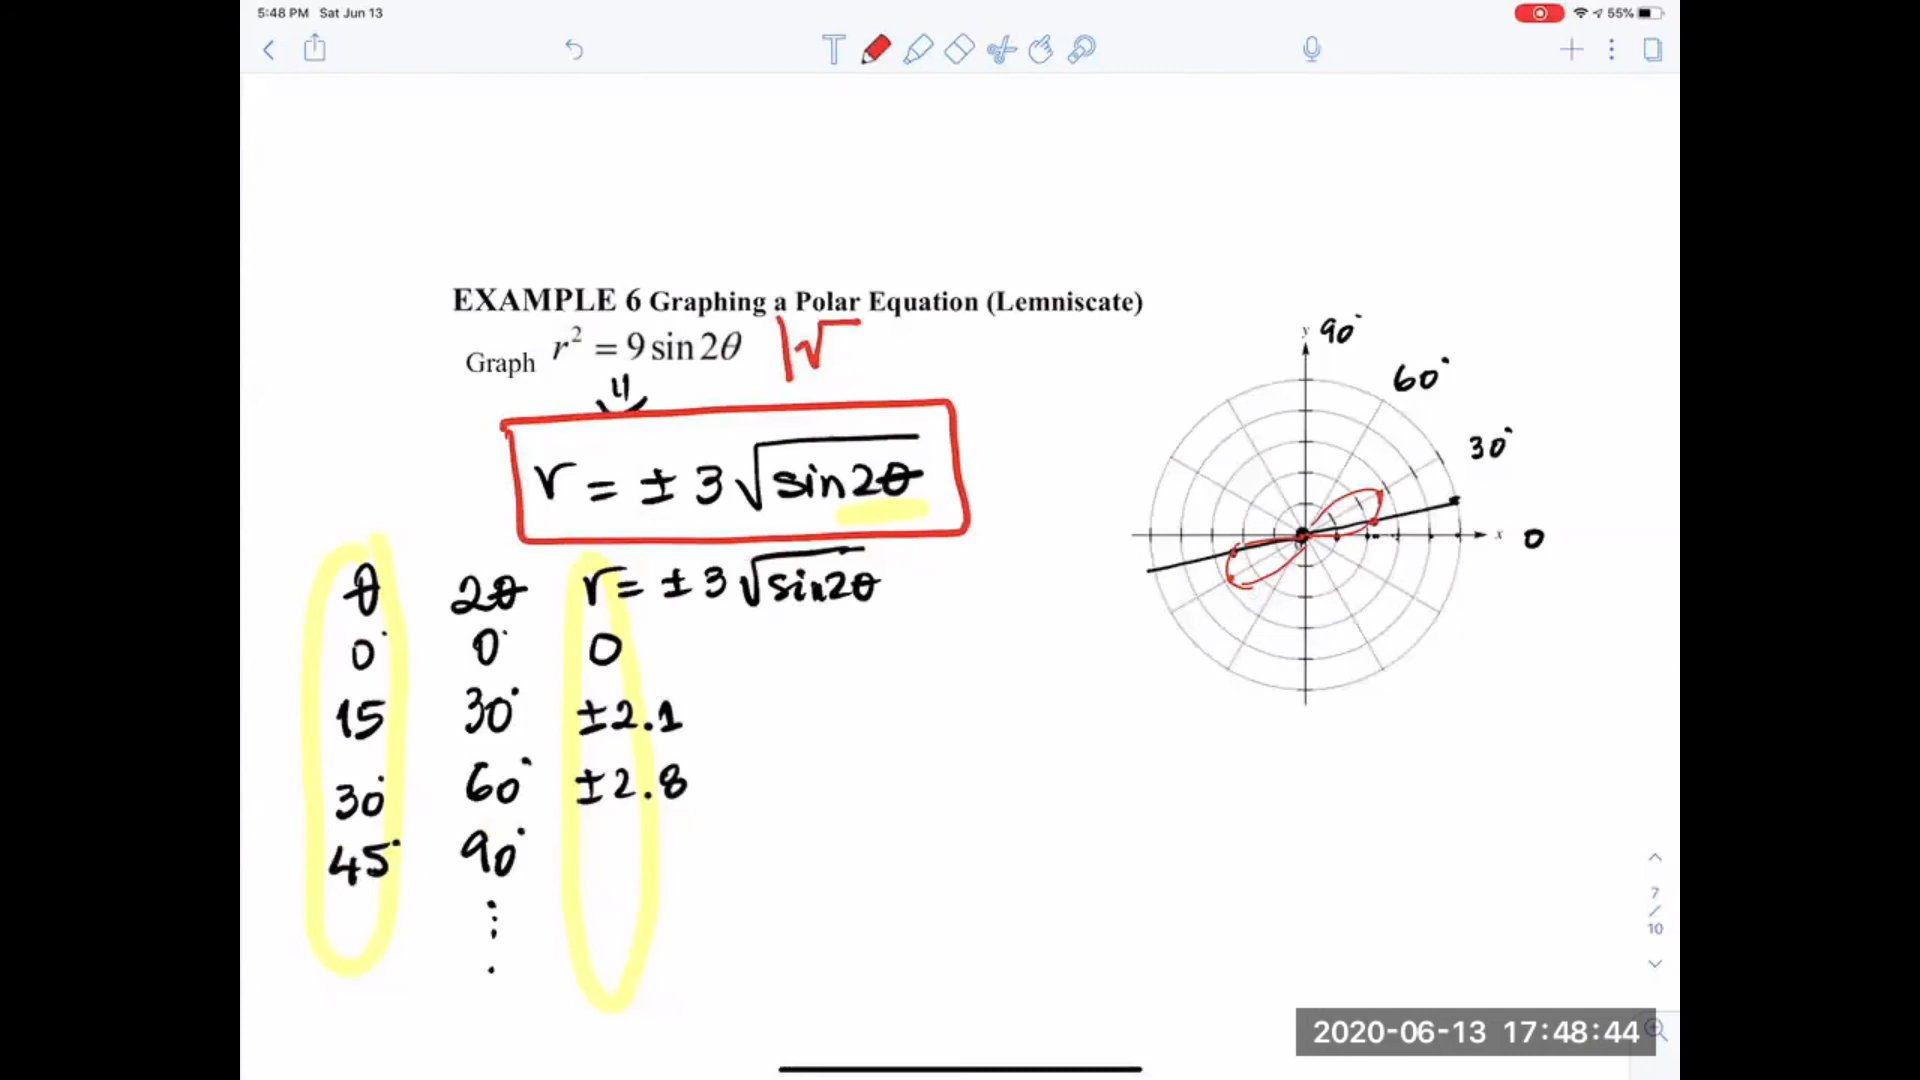 5:48 PM Sat Jun 13
55%
T
EXAMPLE 6 Graphing a Polar Equation (Lemniscate)
Graph r² = 9 sin 2θ √
r = ± 3 √sin2θ
θ 2θ r = ± 3 √sin2θ
0° 0° 0
15 30° ±2.1
30° 60° ±2.8
45° 90°
⋮
y 90°
60°
30°
x 0
7
/
10
2020-06-13 17:48:44